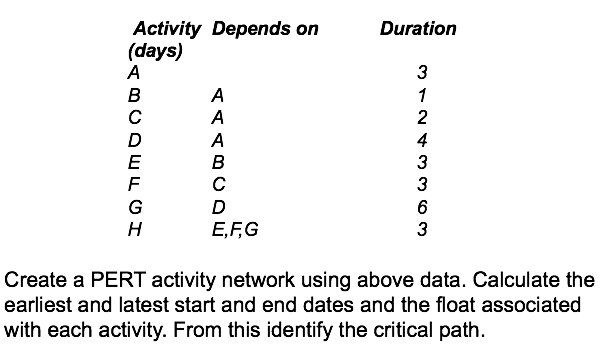 Activity Depends on Duration
(days)
A 3
B A 1
C A 2
D A 4
E B 3
F C 3
G D 6
H E,F,G 3
Create a PERT activity network using above data. Calculate the
earliest and latest start and end dates and the float associated
with each activity. From this identify the critical path.